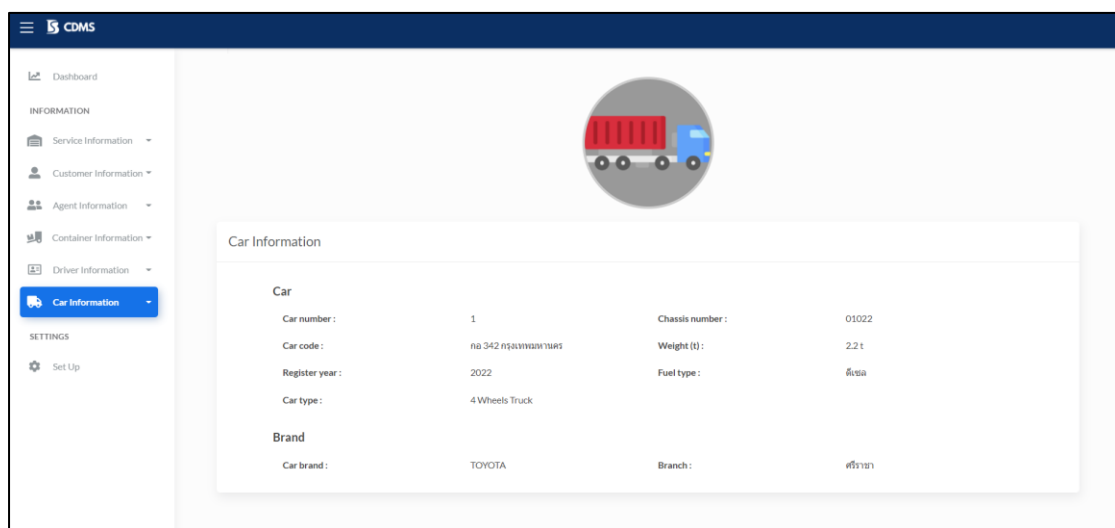 CDMS
Dashboard
INFORMATION
Service Information
Customer Information
Agent Information
Container Information
Driver Information
Car Information
SETTINGS
Set Up
Car Information
Car
Car number : 1 Chassis number : 01022
Car code : กอ 342 กรุงเทพมหานคร Weight (t) : 2.2 t
Register year : 2022 Fuel type : ดีเซล
Car type : 4 Wheels Truck
Brand
Car brand : TOYOTA Branch : ศรีราชา